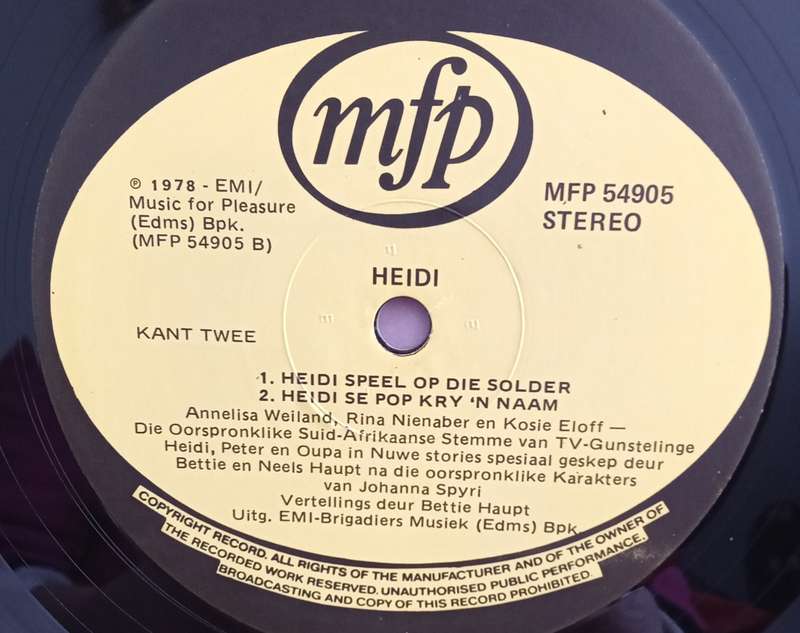 mfp
℗ 1978 - EMI/
Music for Pleasure
(Edms) Bpk.
(MFP 54905 B)
MFP 54905
STEREO
HEIDI
KANT TWEE
1. HEIDI SPEEL OP DIE SOLDER
2. HEIDI SE POP KRY 'N NAAM
Annelisa Weiland, Rina Nienaber en Kosie Eloff —
Die Oorspronklike Suid-Afrikaanse Stemme van TV-Gunstelinge
Heidi, Peter en Oupa in Nuwe stories spesiaal geskep deur
Bettie en Neels Haupt na die oorspronklike Karakters
van Johanna Spyri
Vertellings deur Bettie Haupt
Uitg. EMI-Brigadiers Musiek (Edms) Bpk
COPYRIGHT RECORD. ALL RIGHTS OF THE MANUFACTURER AND OF THE OWNER OF
THE RECORDED WORK RESERVED. UNAUTHORISED PUBLIC PERFORMANCE.
BROADCASTING AND COPY OF THIS RECORD PROHIBITED.